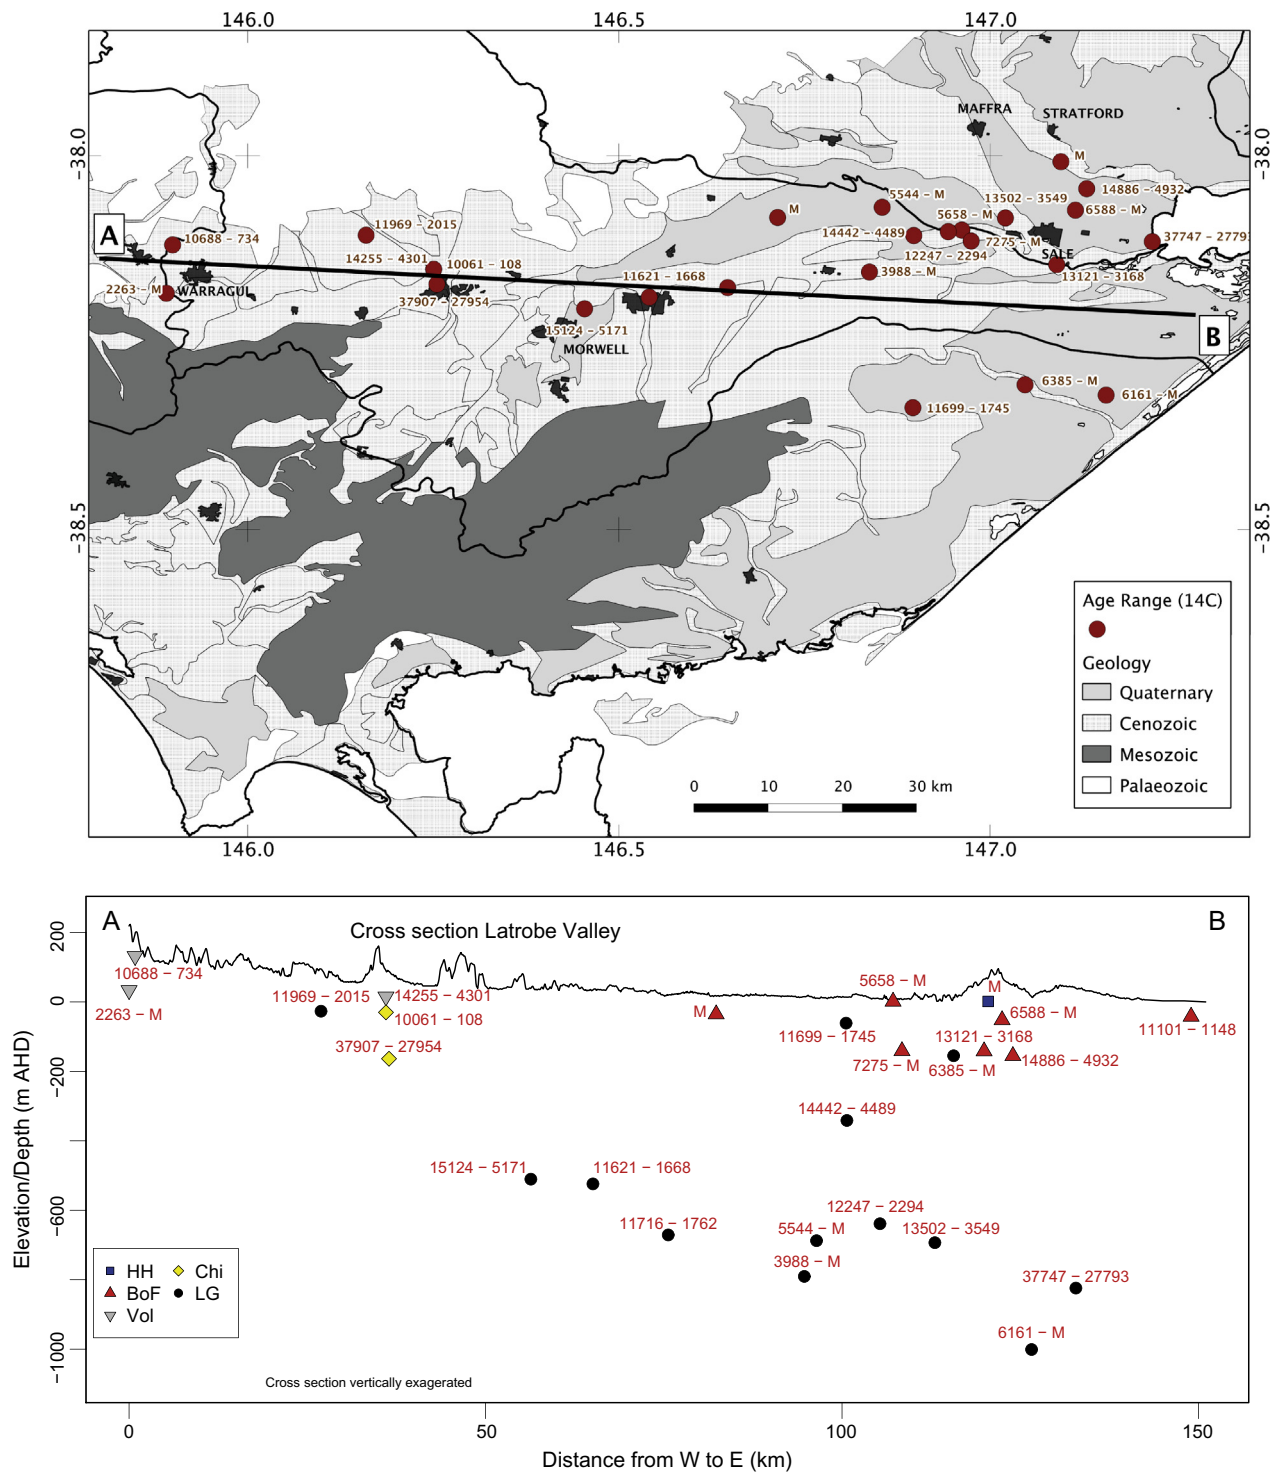 146.0 146.5 147.0
MAFFRA
STRATFORD
-38.0
-38.0
M
14886 - 4932
5544 - M
13502 - 3549
M
5658 - M
6588 - M
A
10688 - 734
11969 - 2015
14442 - 4489
7275 - M
37747 - 27793
12247 - 2294
SALE
14255 - 4301
10061 - 108
11621 - 1668
3988 - M
13121 - 3168
2263 - M
WARRAGUL
37907 - 27954
15124 - 5171
MORWELL
B
6385 - M
6161 - M
11699 - 1745
-38.5
-38.5
Age Range (14C)
Geology
Quaternary
Cenozoic
Mesozoic
Palaeozoic
0 10 20 30 km
146.0 146.5 147.0
A
Cross section Latrobe Valley
B
200
10688 − 734
2263 − M
11969 − 2015
14255 − 4301
10061 − 108
37907 − 27954
0
M
5658 − M
M
6588 − M
11699 − 1745
13121 − 3168
11101 − 1148
7275 − M
6385 − M
14886 − 4932
−200
14442 − 4489
15124 − 5171
11621 − 1668
−600
11716 − 1762
12247 − 2294
5544 − M
13502 − 3549
3988 − M
37747 − 27793
6161 − M
−1000
Elevation/Depth (m AHD)
HH
Chi
BoF
LG
Vol
Cross section vertically exagerated
0 50 100 150
Distance from W to E (km)